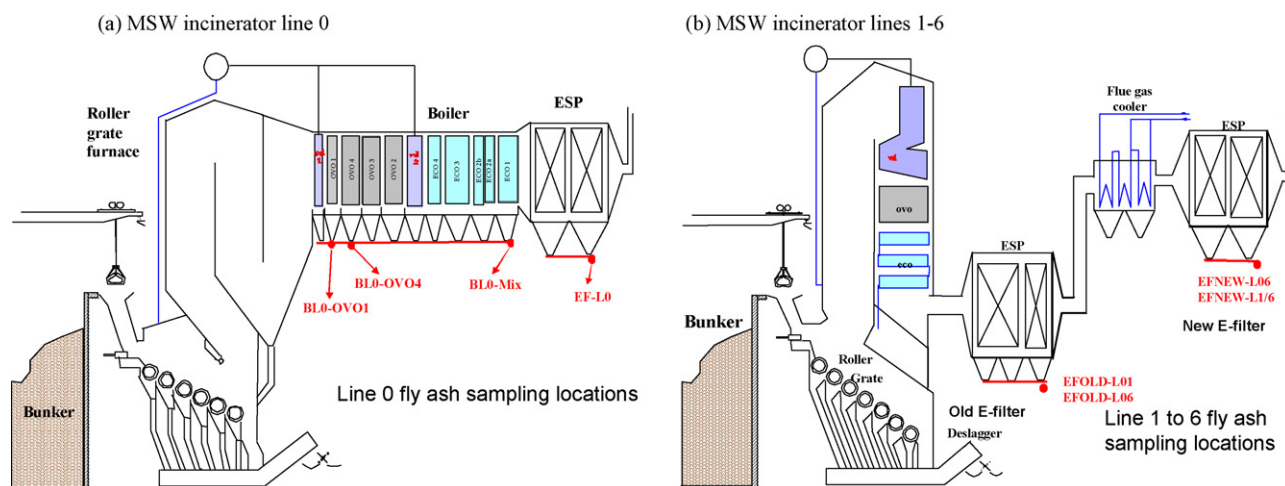 (a) MSW incinerator line 0
Roller
grate
furnace
Boiler
ESP
OVO 1
OVO 4
OVO 3
OVO 2
ECO 4
ECO 3
ECO 2b
ECO 2a
ECO 1
BL0-OVO1
BL0-OVO4
BL0-Mix
EF-L0
Bunker
Line 0 fly ash sampling locations
(b) MSW incinerator lines 1-6
Flue gas
cooler
ESP
ovo
eco
ESP
EFNEW-L06
EFNEW-L1/6
New E-filter
Bunker
Roller
Grate
EFOLD-L01
EFOLD-L06
Old E-filter
Deslagger
Line 1 to 6 fly ash
sampling locations